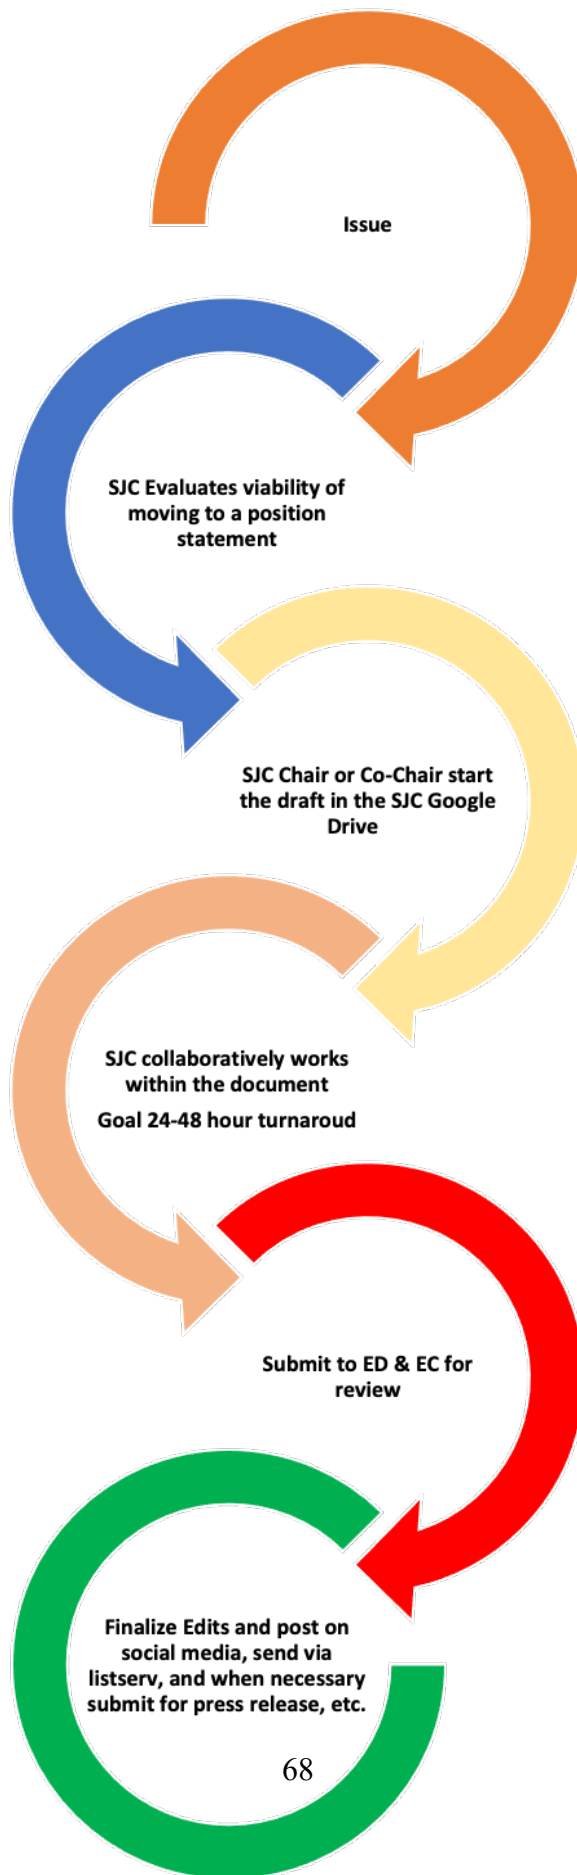 Issue
SJC Evaluates viability of
moving to a position
statement
SJC Chair or Co-Chair start
the draft in the SJC Google
Drive
SJC collaboratively works
within the document
Goal 24-48 hour turnaroud
Submit to ED & EC for
review
Finalize Edits and post on
social media, send via
listserv, and when necessary
submit for press release, etc.
68